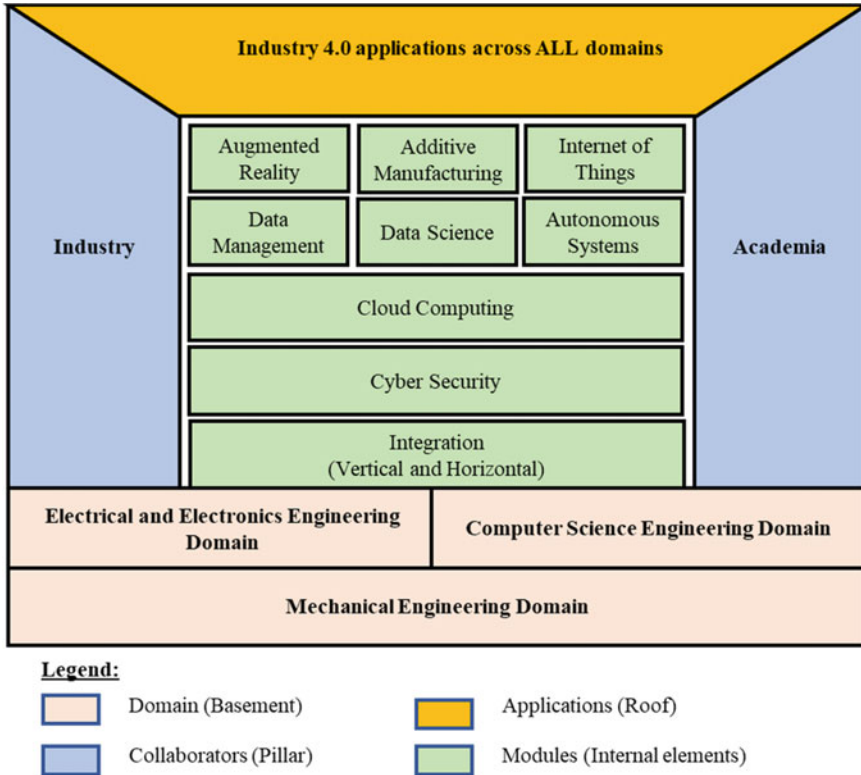 Industry 4.0 applications across ALL domains
Augmented
Reality
Additive
Manufacturing
Internet of
Things
Data
Management
Data Science
Autonomous
Systems
Industry
Academia
Cloud Computing
Cyber Security
Integration
(Vertical and Horizontal)
Electrical and Electronics Engineering
Domain
Computer Science Engineering Domain
Mechanical Engineering Domain
Legend:
Domain (Basement)
Applications (Roof)
Collaborators (Pillar)
Modules (Internal elements)